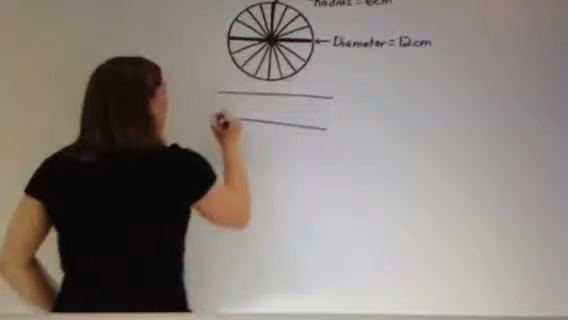 Radius = 6cm
Diameter = 12cm